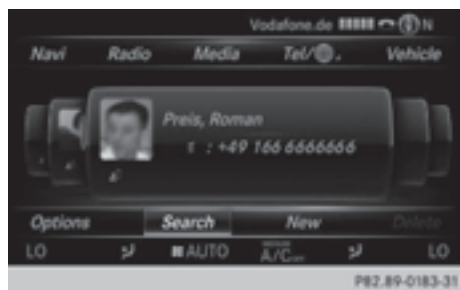 Vodafone.de N
Navi Radio Media Tel/ Vehicle
Preis, Roman
: +49 166 6666666
Options Search New Delete
LO AUTO A/C OFF LO
P82.89-0183-31